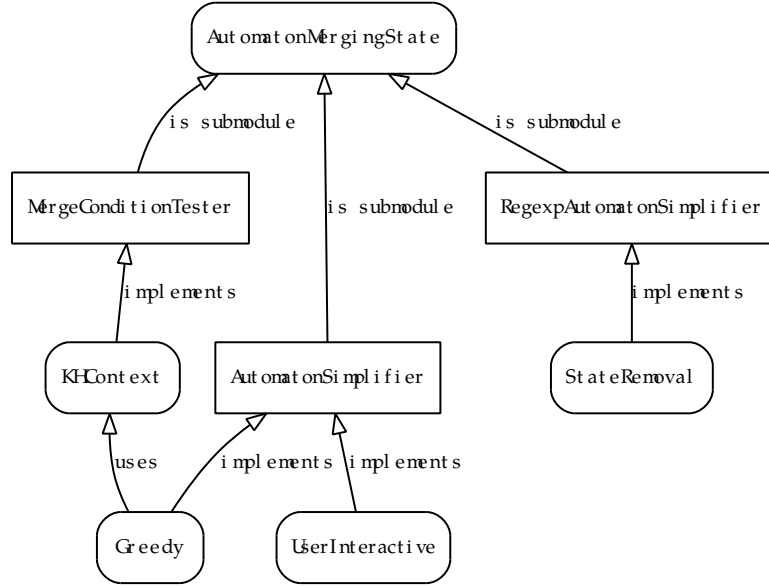 AutomatonMergingState
is submodule
is submodule
MergeConditionTester
is submodule
RegexpAutomatonSimplifier
implements
implements
KHContext
AutomatonSimplifier
StateRemoval
uses
implements
implements
Greedy
UserInteractive